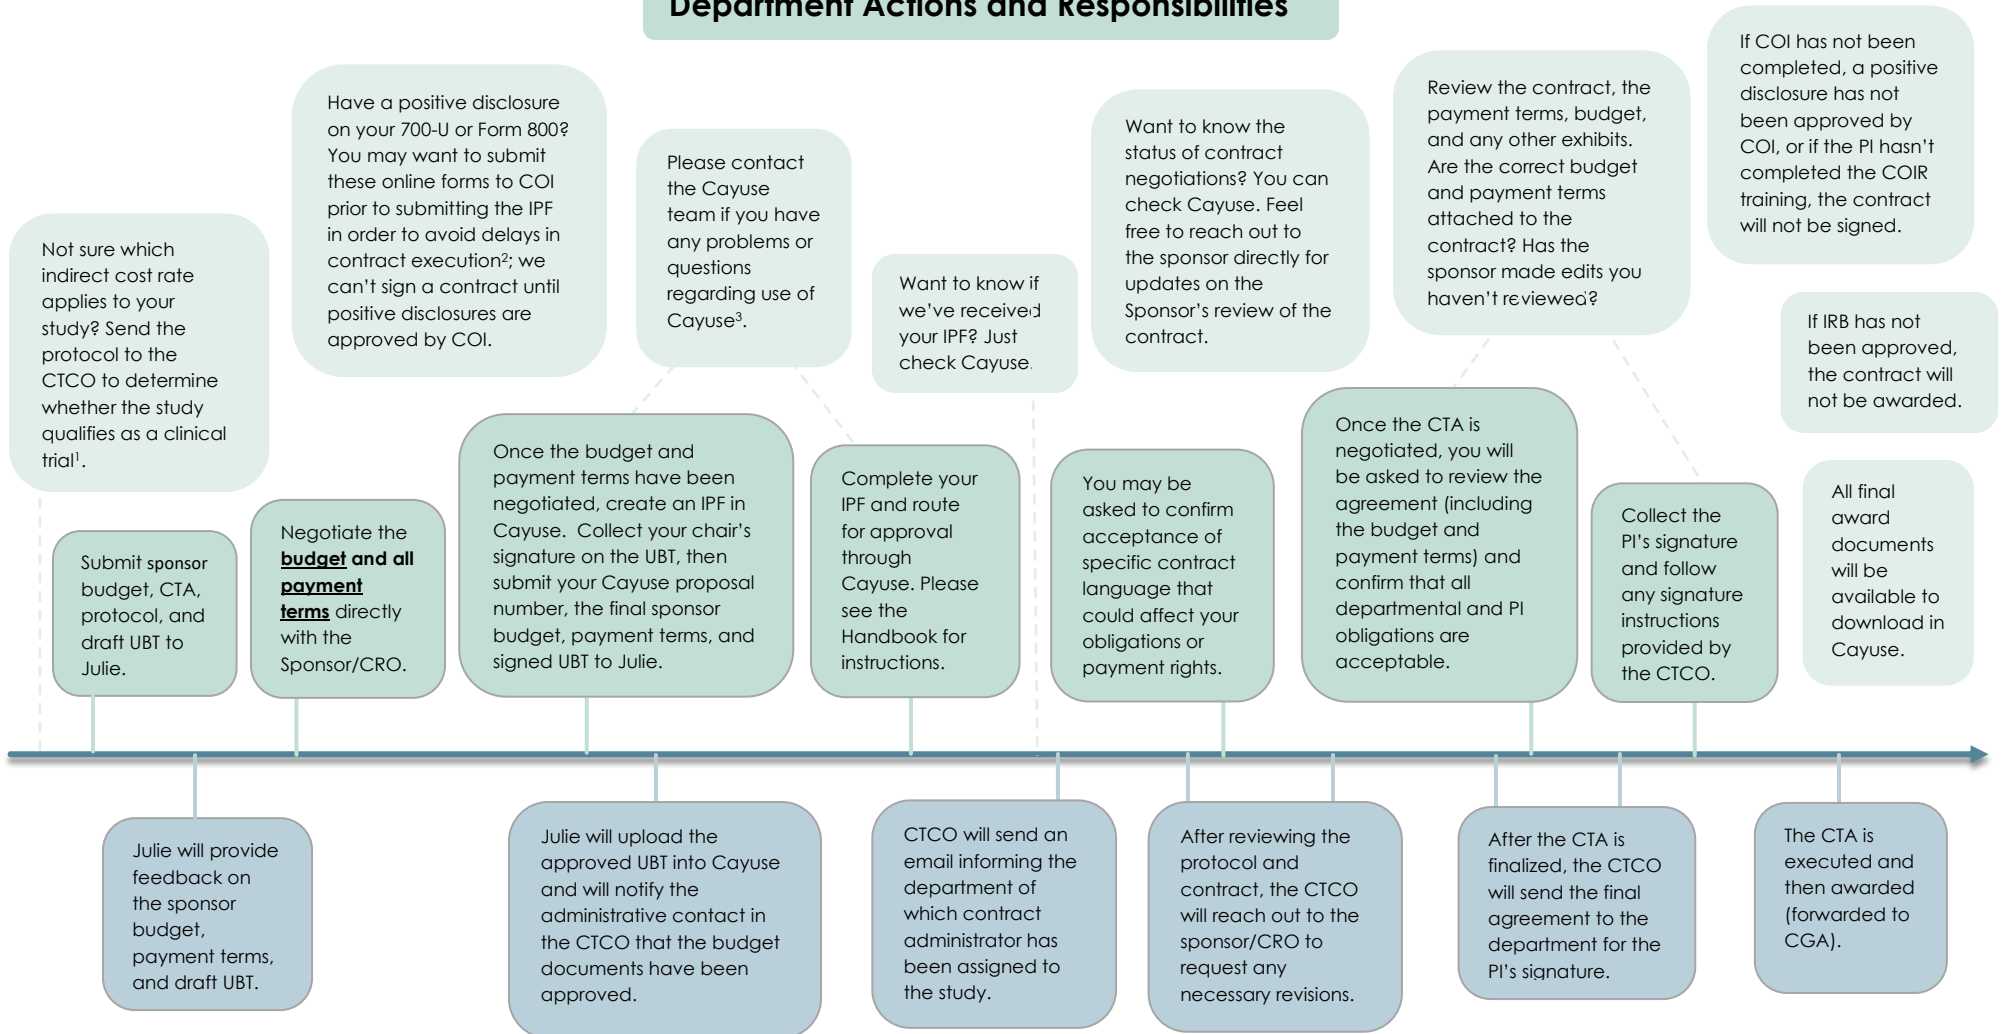 Department Actions and Responsibilities
Not sure which
indirect cost rate
applies to your
study? Send the
protocol to the
CTCO to determine
whether the study
qualifies as a clinical
trial¹.
Have a positive disclosure
on your 700-U or Form 800?
You may want to submit
these online forms to COI
prior to submitting the IPF
in order to avoid delays in
contract execution²; we
can’t sign a contract until
positive disclosures are
approved by COI.
Please contact
the Cayuse
team if you have
any problems or
questions
regarding use of
Cayuse³.
Want to know if
we’ve received
your IPF? Just
check Cayuse.
Want to know the
status of contract
negotiations? You can
check Cayuse. Feel
free to reach out to
the sponsor directly for
updates on the
Sponsor’s review of the
contract.
Review the contract, the
payment terms, budget,
and any other exhibits.
Are the correct budget
and payment terms
attached to the
contract? Has the
sponsor made edits you
haven’t reviewed?
If COI has not been
completed, a positive
disclosure has not
been approved by
COI, or if the PI hasn’t
completed the COIR
training, the contract
will not be signed.
If IRB has not
been approved,
the contract will
not be awarded.
All final
award
documents
will be
available to
download in
Cayuse.
Submit sponsor
budget, CTA,
protocol, and
draft UBT to
Julie.
Negotiate the
budget and all
payment
terms directly
with the
Sponsor/CRO.
Once the budget and
payment terms have been
negotiated, create an IPF in
Cayuse.  Collect your chair’s
signature on the UBT, then
submit your Cayuse proposal
number, the final sponsor
budget, payment terms, and
signed UBT to Julie.
Complete your
IPF and route
for approval
through
Cayuse. Please
see the
Handbook for
instructions.
You may be
asked to confirm
acceptance of
specific contract
language that
could affect your
obligations or
payment rights.
Once the CTA is
negotiated, you will
be asked to review the
agreement (including
the budget and
payment terms) and
confirm that all
departmental and PI
obligations are
acceptable.
Collect the
PI’s signature
and follow
any signature
instructions
provided by
the CTCO.
Julie will provide
feedback on
the sponsor
budget,
payment terms,
and draft UBT.
Julie will upload the
approved UBT into Cayuse
and will notify the
administrative contact in
the CTCO that the budget
documents have been
approved.
CTCO will send an
email informing the
department of
which contract
administrator has
been assigned to
the study.
After reviewing the
protocol and
contract, the CTCO
will reach out to the
sponsor/CRO to
request any
necessary revisions.
After the CTA is
finalized, the CTCO
will send the final
agreement to the
department for the
PI’s signature.
The CTA is
executed and
then awarded
(forwarded to
CGA).